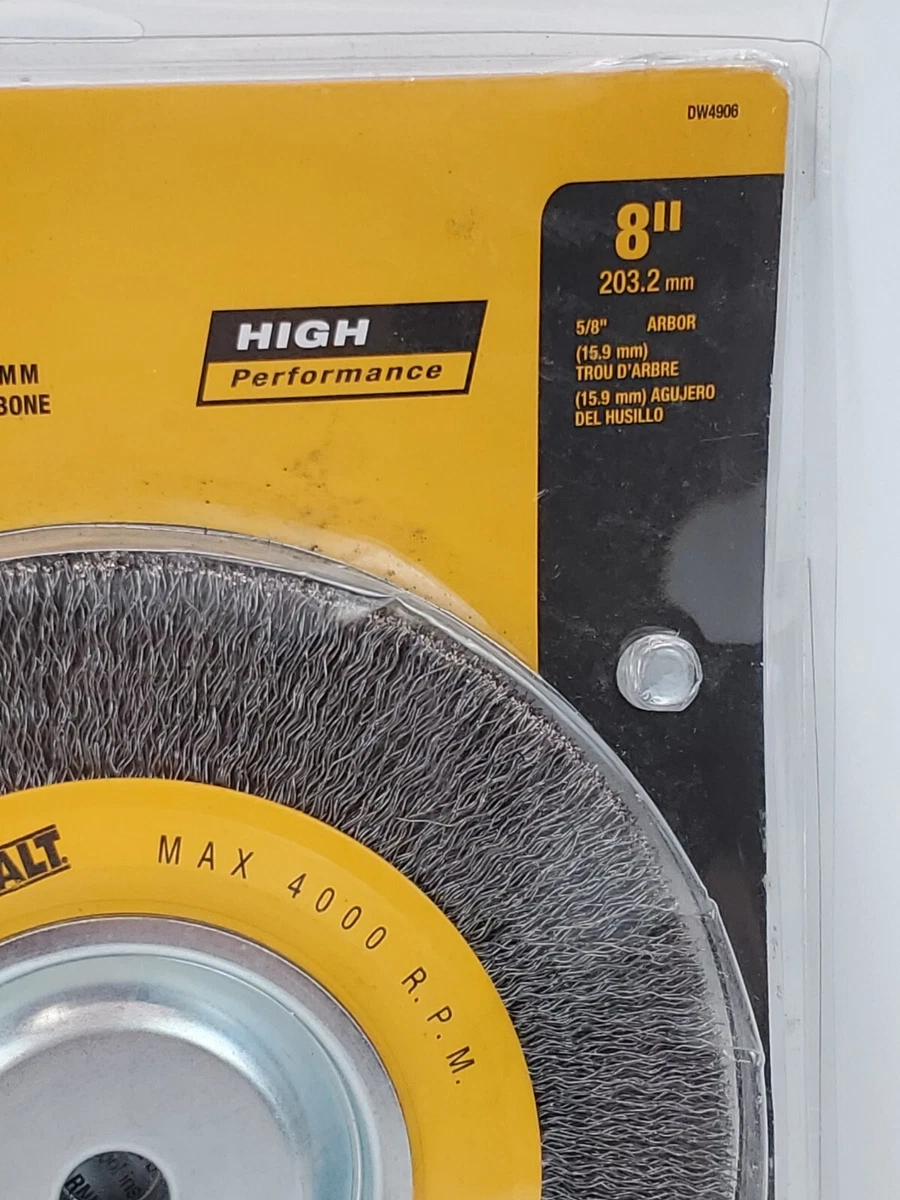 DW4906
8"
203.2 mm
5/8" ARBOR
(15.9 mm)
TROU D'ARBRE
(15.9 mm) AGUJERO
DEL HUSILLO
HIGH
Performance
MM
BONE
ALT
MAX 4000 R.P.M.